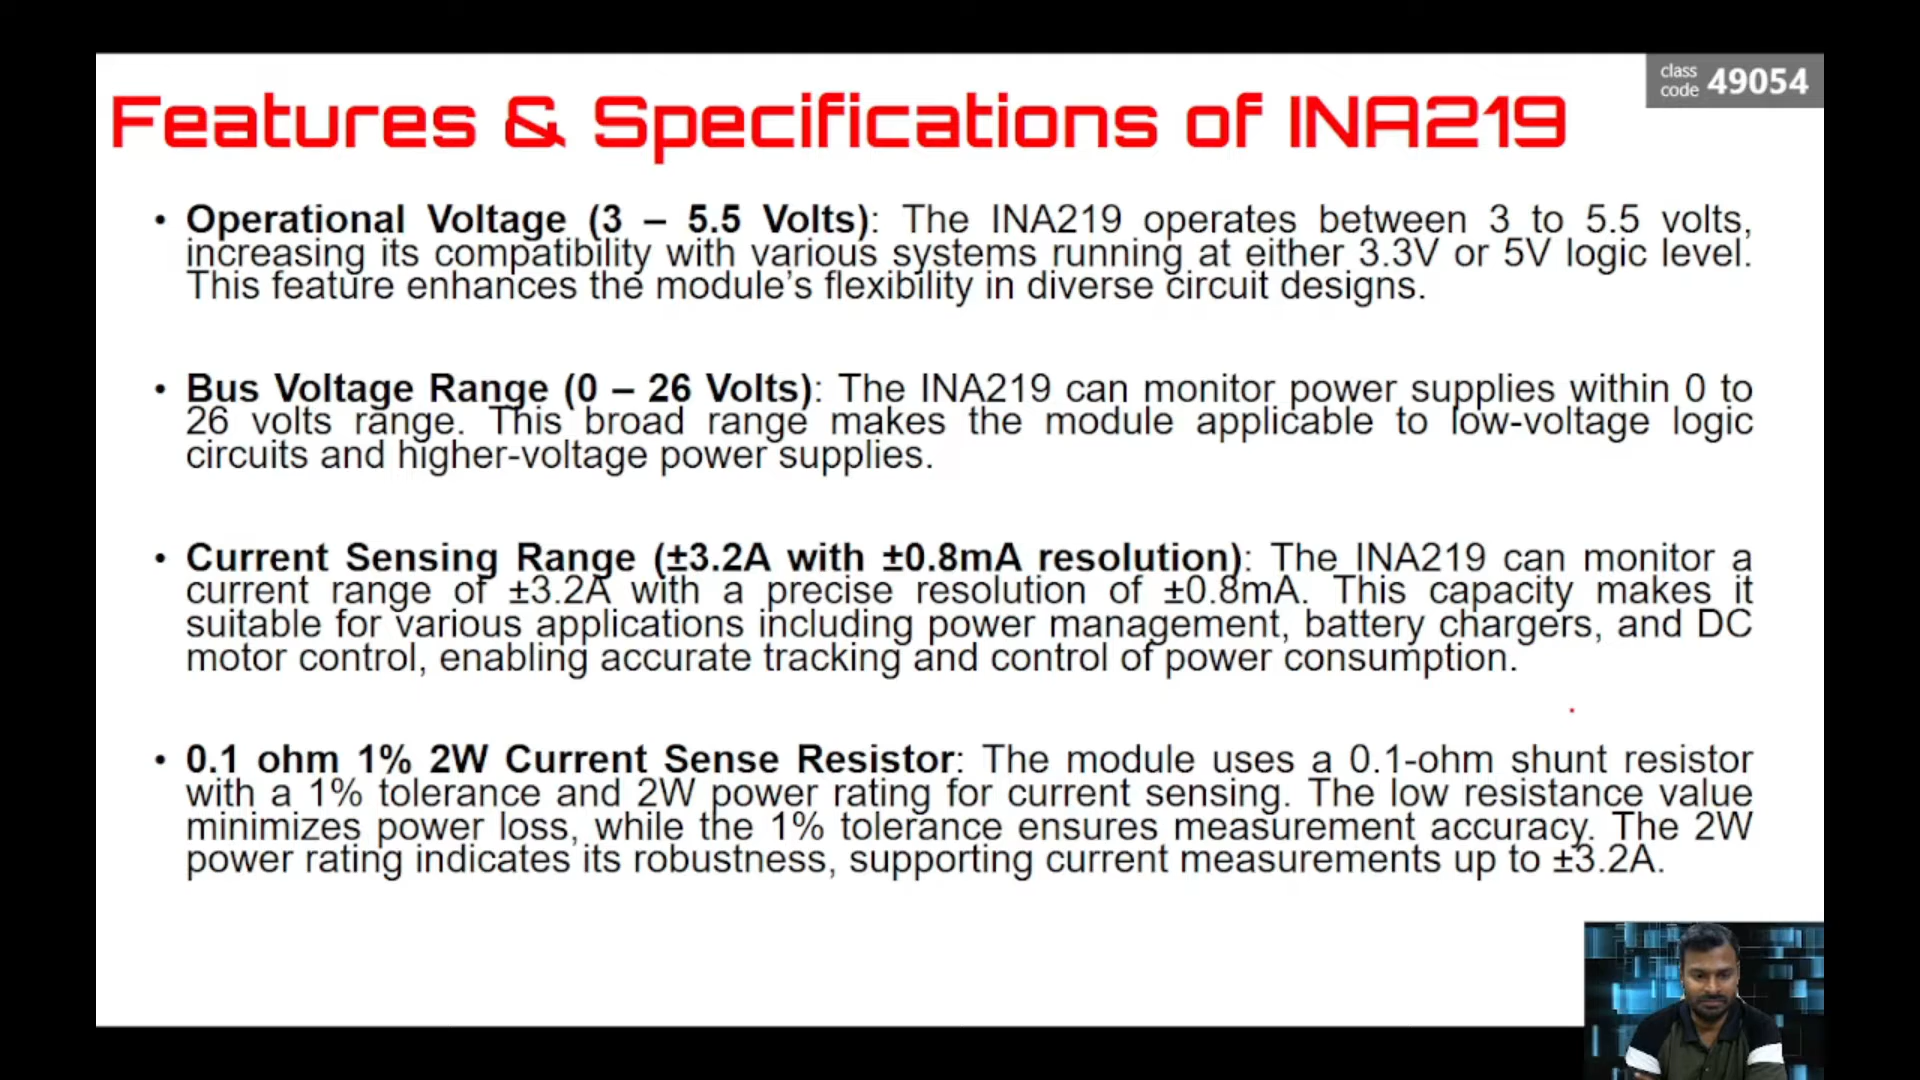 class
code 49054
Features & Specifications of INA219
• Operational Voltage (3 – 5.5 Volts): The INA219 operates between 3 to 5.5 volts,
increasing its compatibility with various systems running at either 3.3V or 5V logic level.
This feature enhances the module's flexibility in diverse circuit designs.
• Bus Voltage Range (0 – 26 Volts): The INA219 can monitor power supplies within 0 to
26 volts range. This broad range makes the module applicable to low-voltage logic
circuits and higher-voltage power supplies.
• Current Sensing Range (±3.2A with ±0.8mA resolution): The INA219 can monitor a
current range of ±3.2A with a precise resolution of ±0.8mA. This capacity makes it
suitable for various applications including power management, battery chargers, and DC
motor control, enabling accurate tracking and control of power consumption.
• 0.1 ohm 1% 2W Current Sense Resistor: The module uses a 0.1-ohm shunt resistor
with a 1% tolerance and 2W power rating for current sensing. The low resistance value
minimizes power loss, while the 1% tolerance ensures measurement accuracy. The 2W
power rating indicates its robustness, supporting current measurements up to ±3.2A.